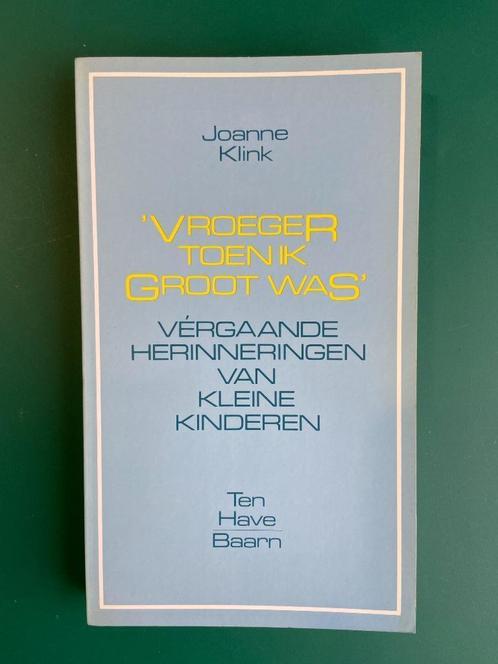 Joanne
Klink
'VROEGER
TOEN IK
GROOT WAS'
VÉRGAANDE
HERINNERINGEN
VAN
KLEINE
KINDEREN
Ten
Have
Baarn